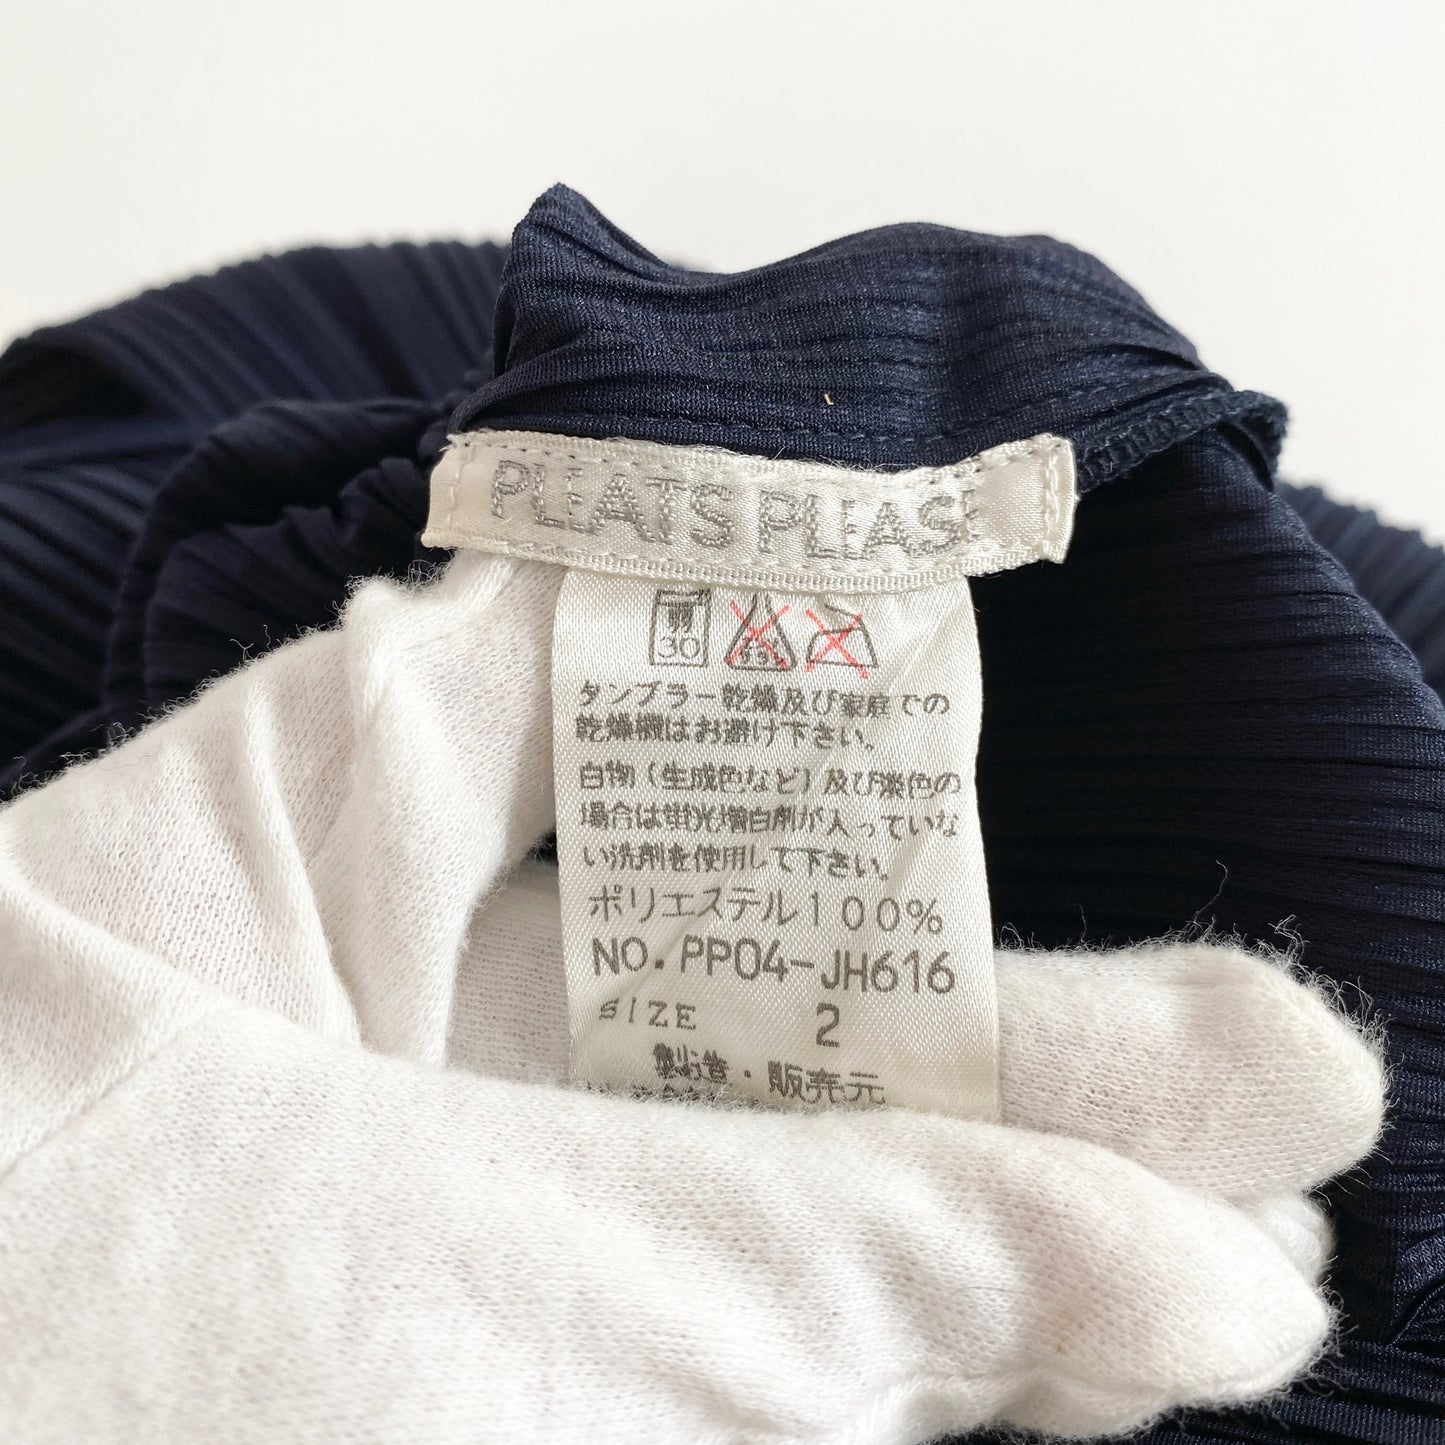 PLEATS PLEASE
30
タンブラー乾燥及び家庭での
乾燥機はお避け下さい。
白物(生成色など)及び淡色の
場合は蛍光増白剤が入っていな
い洗剤を使用して下さい。
ポリエステル100%
NO.PP04-JH616
SIZE 2
製造・販売元